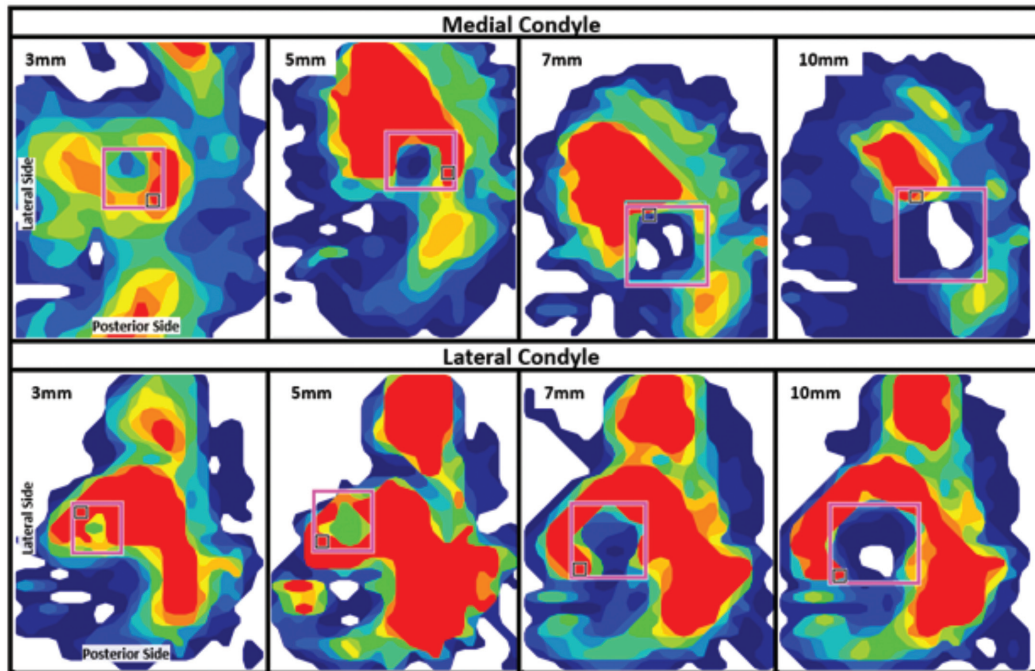 Medial Condyle
3mm
5mm
7mm
10mm
Lateral Side
Posterior Side
Lateral Condyle
3mm
5mm
7mm
10mm
Lateral Side
Posterior Side